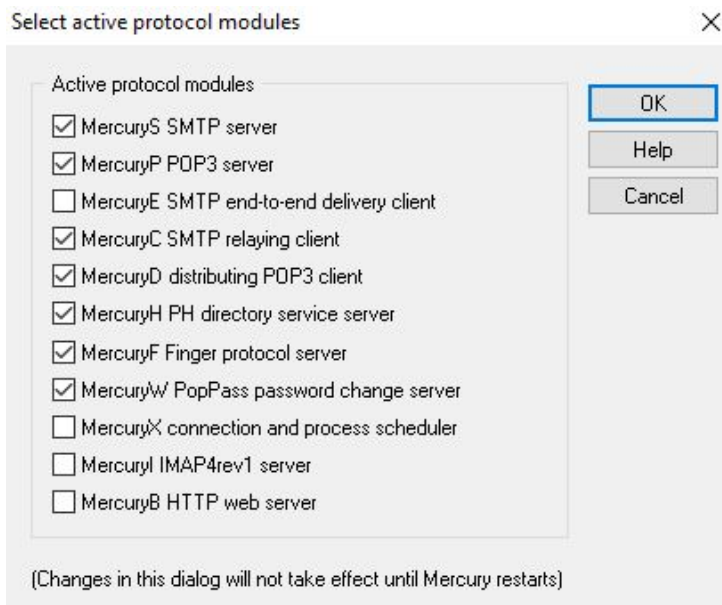 Select active protocol modules
Active protocol modules
MercuryS SMTP server
MercuryP POP3 server
MercuryE SMTP end-to-end delivery client
MercuryC SMTP relaying client
MercuryD distributing POP3 client
MercuryH PH directory service server
MercuryF Finger protocol server
MercuryW PopPass password change server
MercuryX connection and process scheduler
MercuryI IMAP4rev1 server
MercuryB HTTP web server
OK
Help
Cancel
(Changes in this dialog will not take effect until Mercury restarts)